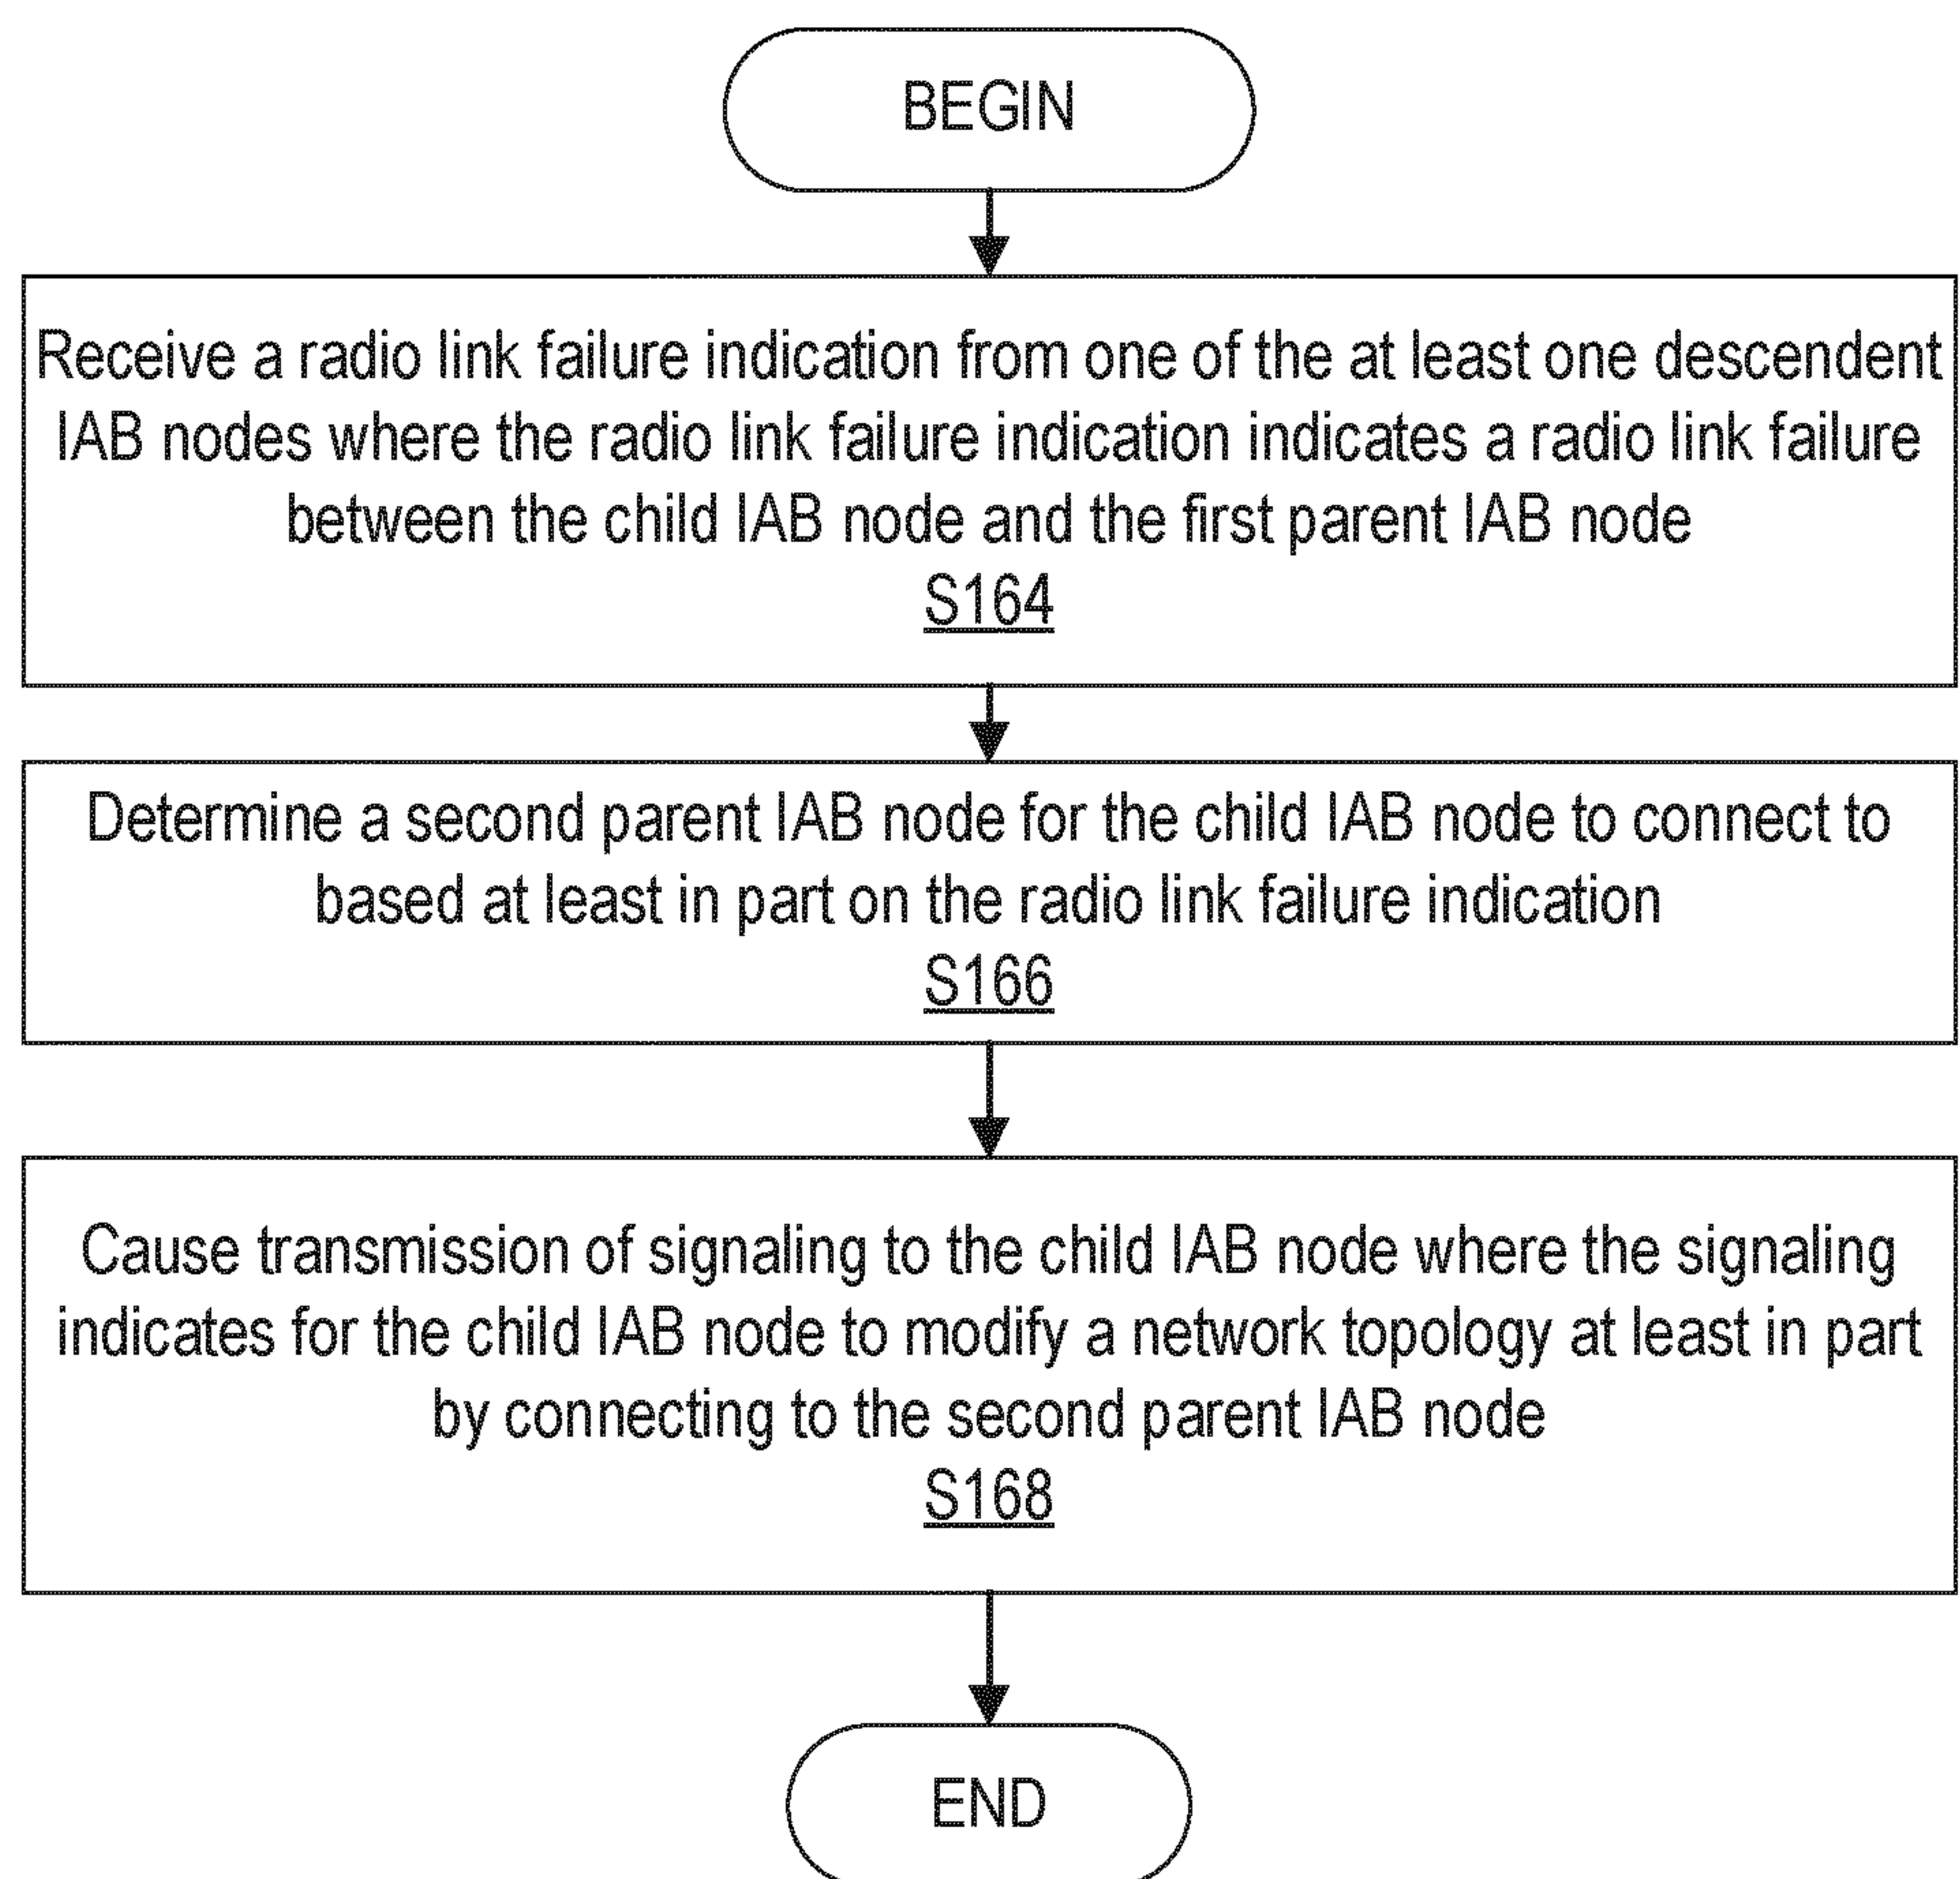 BEGIN
Receive a radio link failure indication from one of the at least one descendent
IAB nodes where the radio link failure indication indicates a radio link failure
between the child IAB node and the first parent IAB node
S164
Determine a second parent IAB node for the child IAB node to connect to
based at least in part on the radio link failure indication
S166
Cause transmission of signaling to the child IAB node where the signaling
indicates for the child IAB node to modify a network topology at least in part
by connecting to the second parent IAB node
S168
END